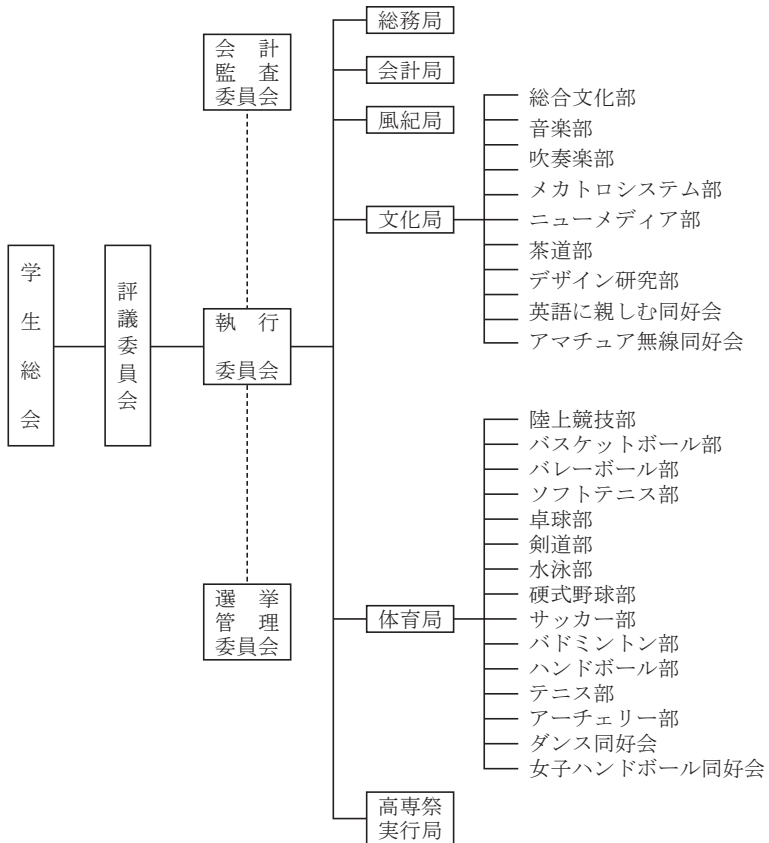 学生総会
評議委員会
会計
監査
委員会
執行
委員会
選挙
管理
委員会
総務局
会計局
風紀局
文化局
総合文化部
音楽部
吹奏楽部
メカトロシステム部
ニューメディア部
茶道部
デザイン研究部
英語に親しむ同好会
アマチュア無線同好会
体育局
陸上競技部
バスケットボール部
バレーボール部
ソフトテニス部
卓球部
剣道部
水泳部
硬式野球部
サッカー部
バドミントン部
ハンドボール部
テニス部
アーチェリー部
ダンス同好会
女子ハンドボール同好会
高専祭
実行局